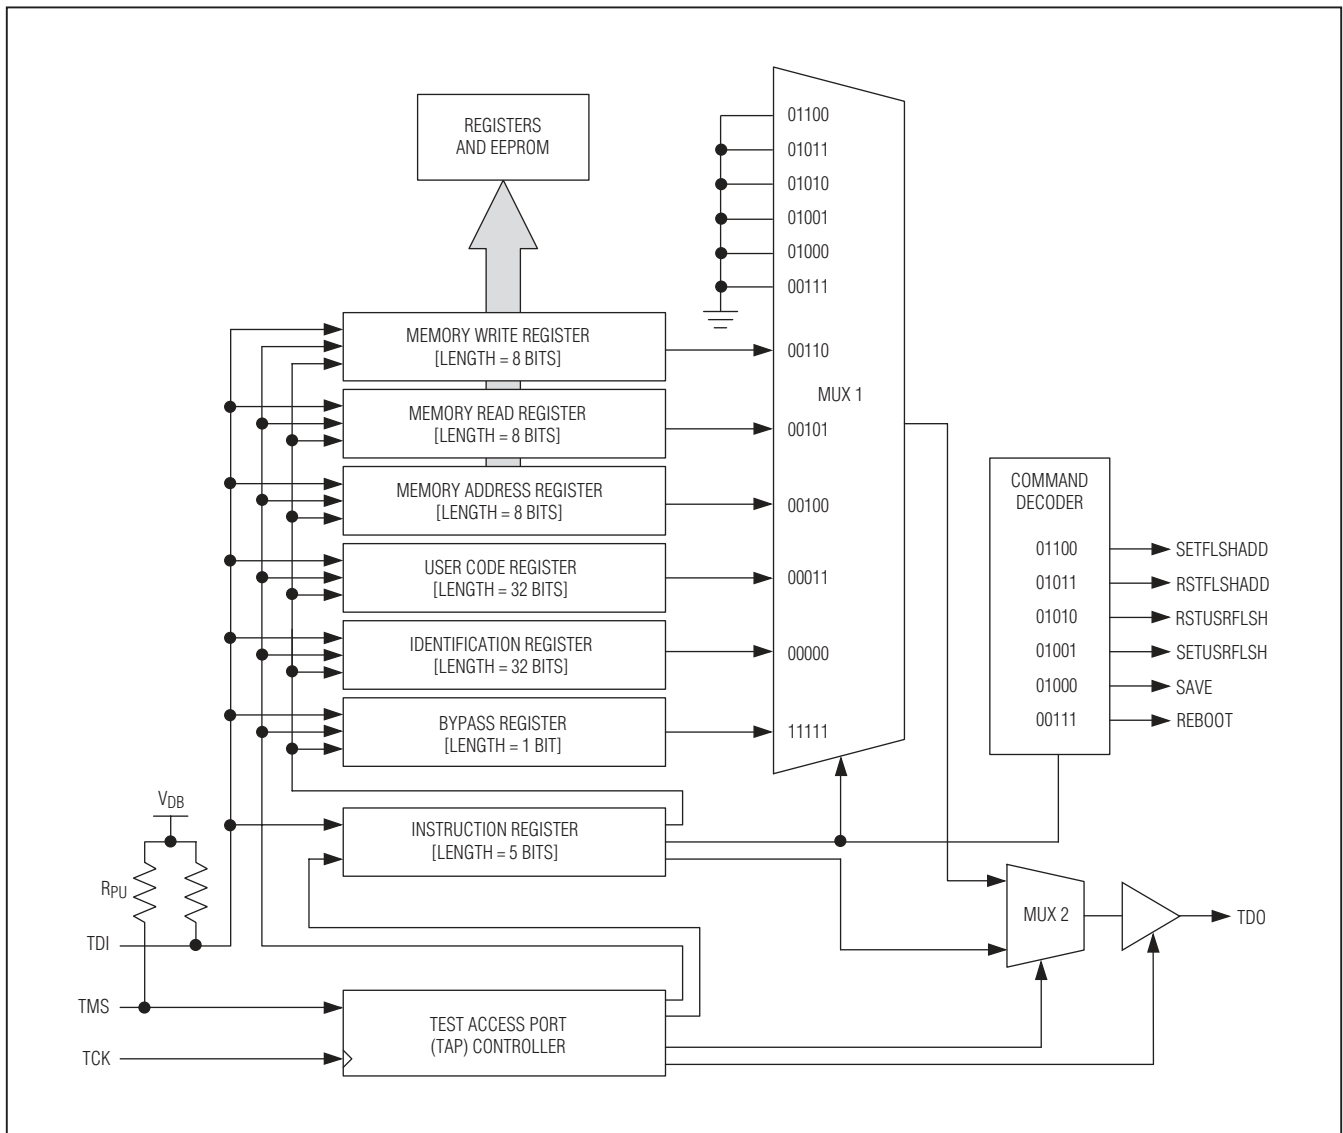 REGISTERS
AND EEPROM
MEMORY WRITE REGISTER
[LENGTH = 8 BITS]
MEMORY READ REGISTER
[LENGTH = 8 BITS]
MEMORY ADDRESS REGISTER
[LENGTH = 8 BITS]
USER CODE REGISTER
[LENGTH = 32 BITS]
IDENTIFICATION REGISTER
[LENGTH = 32 BITS]
BYPASS REGISTER
[LENGTH = 1 BIT]
INSTRUCTION REGISTER
[LENGTH = 5 BITS]
TEST ACCESS PORT
(TAP) CONTROLLER
VDB
RPU
TDI
TMS
TCK
01100
01011
01010
01001
01000
00111
00110
MUX 1
00101
00100
00011
00000
11111
COMMAND
DECODER
01100 SETFLSHADD
01011 RSTFLSHADD
01010 RSTUSRFLSH
01001 SETUSRFLSH
01000 SAVE
00111 REBOOT
MUX 2
TDO